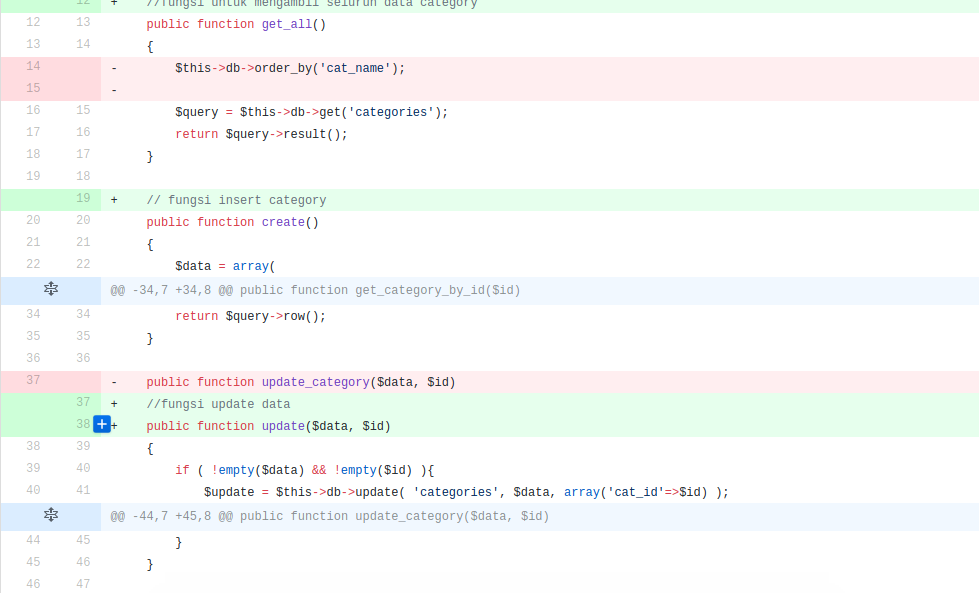 12 + //fungsi untuk mengambil seluruh data category
12 13 public function get_all()
13 14 {
14 - $this->db->order_by('cat_name');
15 -
16 15 $query = $this->db->get('categories');
17 16 return $query->result();
18 17 }
19 18
19 + // fungsi insert category
20 20 public function create()
21 21 {
22 22 $data = array(
@@ -34,7 +34,8 @@ public function get_category_by_id($id)
34 34 return $query->row();
35 35 }
36 36
37 - public function update_category($data, $id)
37 + //fungsi update data
38 + public function update($data, $id)
38 39 {
39 40 if ( !empty($data) && !empty($id) ){
40 41 $update = $this->db->update( 'categories', $data, array('cat_id'=>$id) );
@@ -44,7 +45,8 @@ public function update_category($data, $id)
44 45 }
45 46 }
46 47